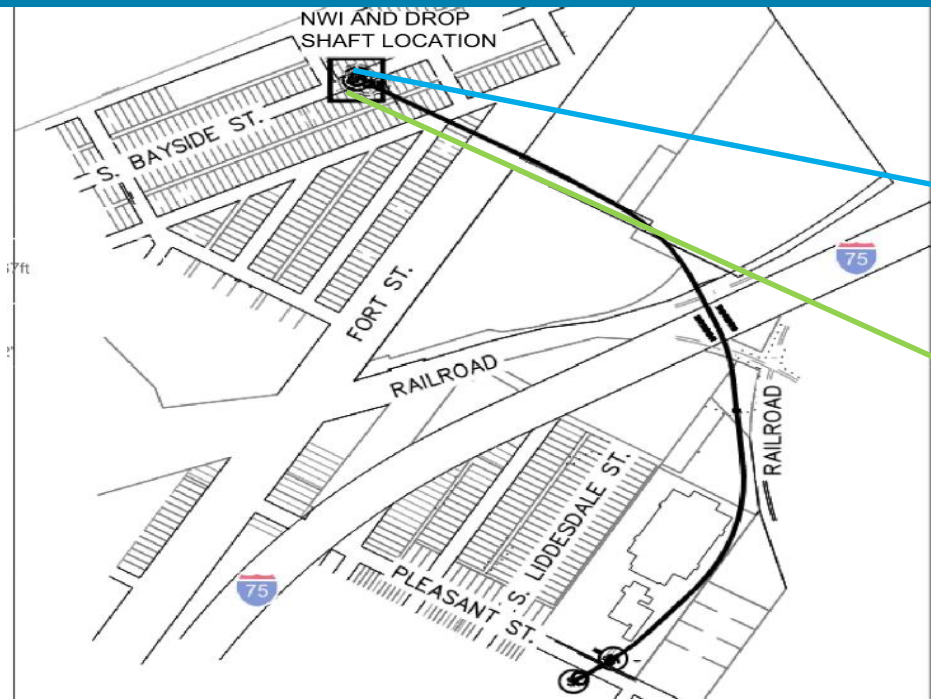 NWI AND DROP
SHAFT LOCATION
S. BAYSIDE ST.
75
FORT ST.
RAILROAD
RAILROAD
S. LIDDESDALE ST.
75
PLEASANT ST.